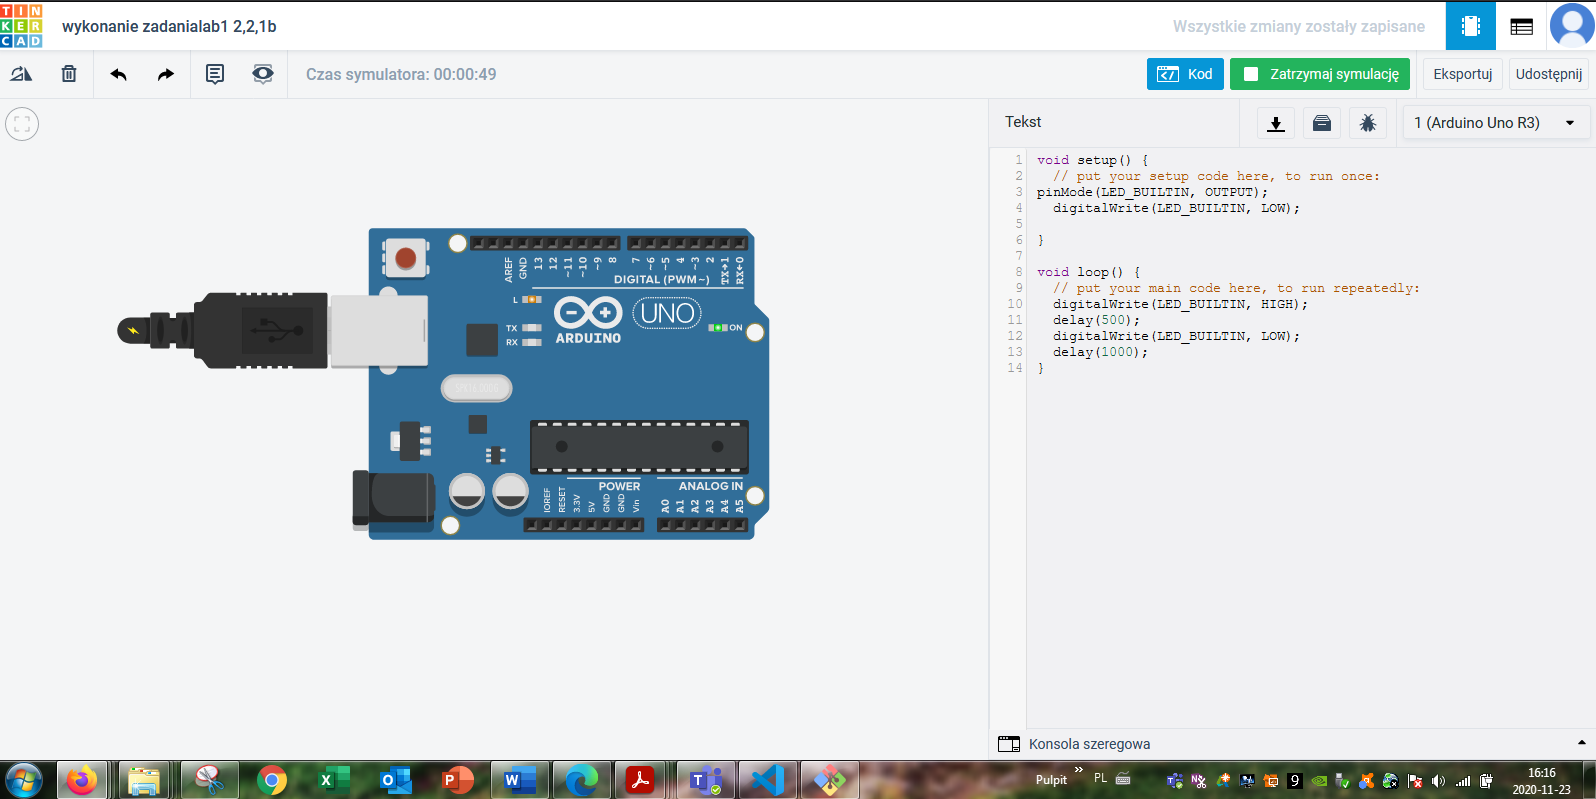 TIN
KER
CAD
wykonanie zadanialab1 2,2,1b
Wszystkie zmiany zostały zapisane
Czas symulatora: 00:00:49
Kod
Zatrzymaj symulację
Eksportuj
Udostępnij
Tekst
1 (Arduino Uno R3)
1 void setup() {
2 // put your setup code here, to run once:
3 pinMode(LED_BUILTIN, OUTPUT);
4 digitalWrite(LED_BUILTIN, LOW);
5
6 }
7
8 void loop() {
9 // put your main code here, to run repeatedly:
10 digitalWrite(LED_BUILTIN, HIGH);
11 delay(500);
12 digitalWrite(LED_BUILTIN, LOW);
13 delay(1000);
14 }
AREF GND 13 12 ~11 ~10 ~9 8 7 ~6 ~5 4 ~3 2 TX→1 RX←0
DIGITAL (PWM~)
L
TX
RX
ARDUINO
UNO
ON
POWER
ANALOG IN
IOREF RESET 3.3V 5V GND GND Vin A0 A1 A2 A3 A4 A5
Konsola szeregowa
Pulpit
»
PL
9
16:16
2020-11-23